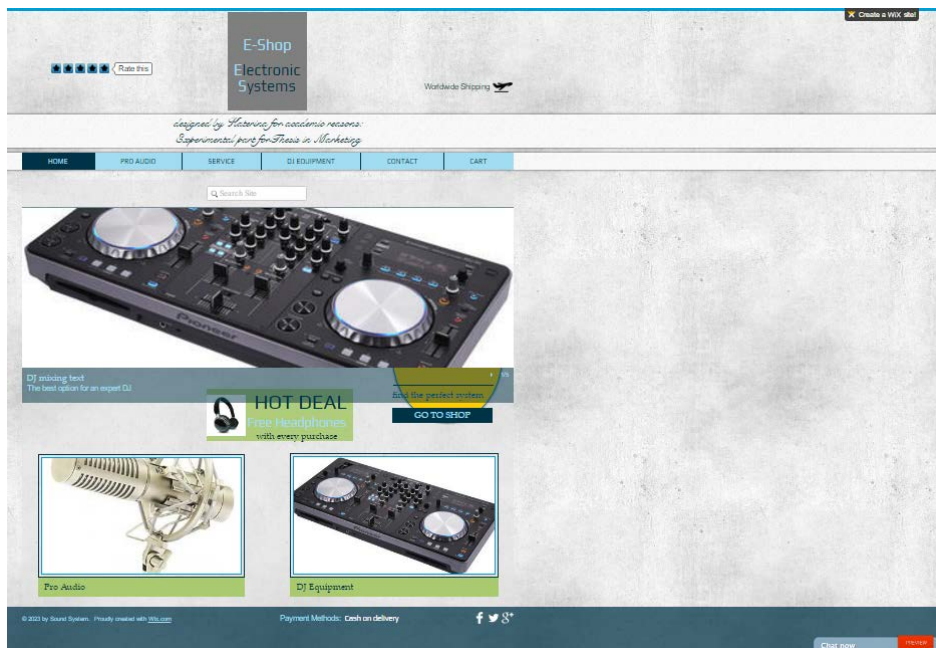 Create a WiX site!
E-Shop
Electronic
Systems
Rate this
Worldwide Shipping
designed by Katerina for academic reasons:
Experimental part for Thesis in Marketing
HOME PRO AUDIO SERVICE DJ EQUIPMENT CONTACT CART
Search Site
Pioneer
DJ mixing text
The best option for an expert DJ
find the perfect system
GO TO SHOP
HOT DEAL
Free Headphones
with every purchase
Pro Audio
DJ Equipment
© 2023 by Sound System. Proudly created with Wix.com
Payment Methods: Cash on delivery
Chat now
PREVIEW